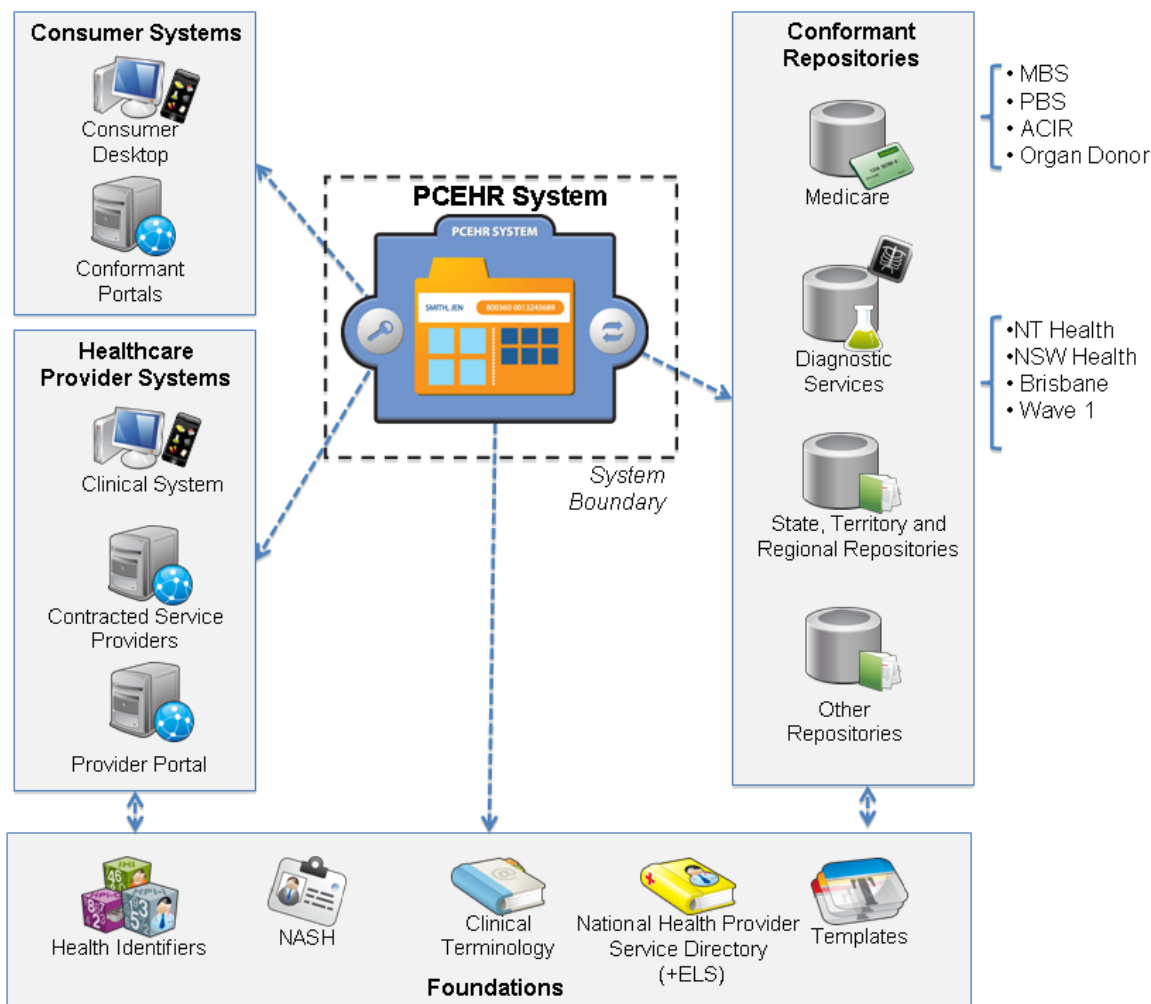 Consumer Systems
Consumer
Desktop
Conformant
Portals
Healthcare
Provider Systems
Clinical System
Contracted Service
Providers
Provider Portal
PCEHR System
PCEHR SYSTEM
SMITH, JEN
800360 0013245689
System
Boundary
Conformant
Repositories
Medicare
Diagnostic
Services
State, Territory and
Regional Repositories
Other
Repositories
• MBS
• PBS
• ACIR
• Organ Donor
•NT Health
•NSW Health
• Brisbane
• Wave 1
Health Identifiers
NASH
Clinical
Terminology
National Health Provider
Service Directory
(+ELS)
Templates
Foundations